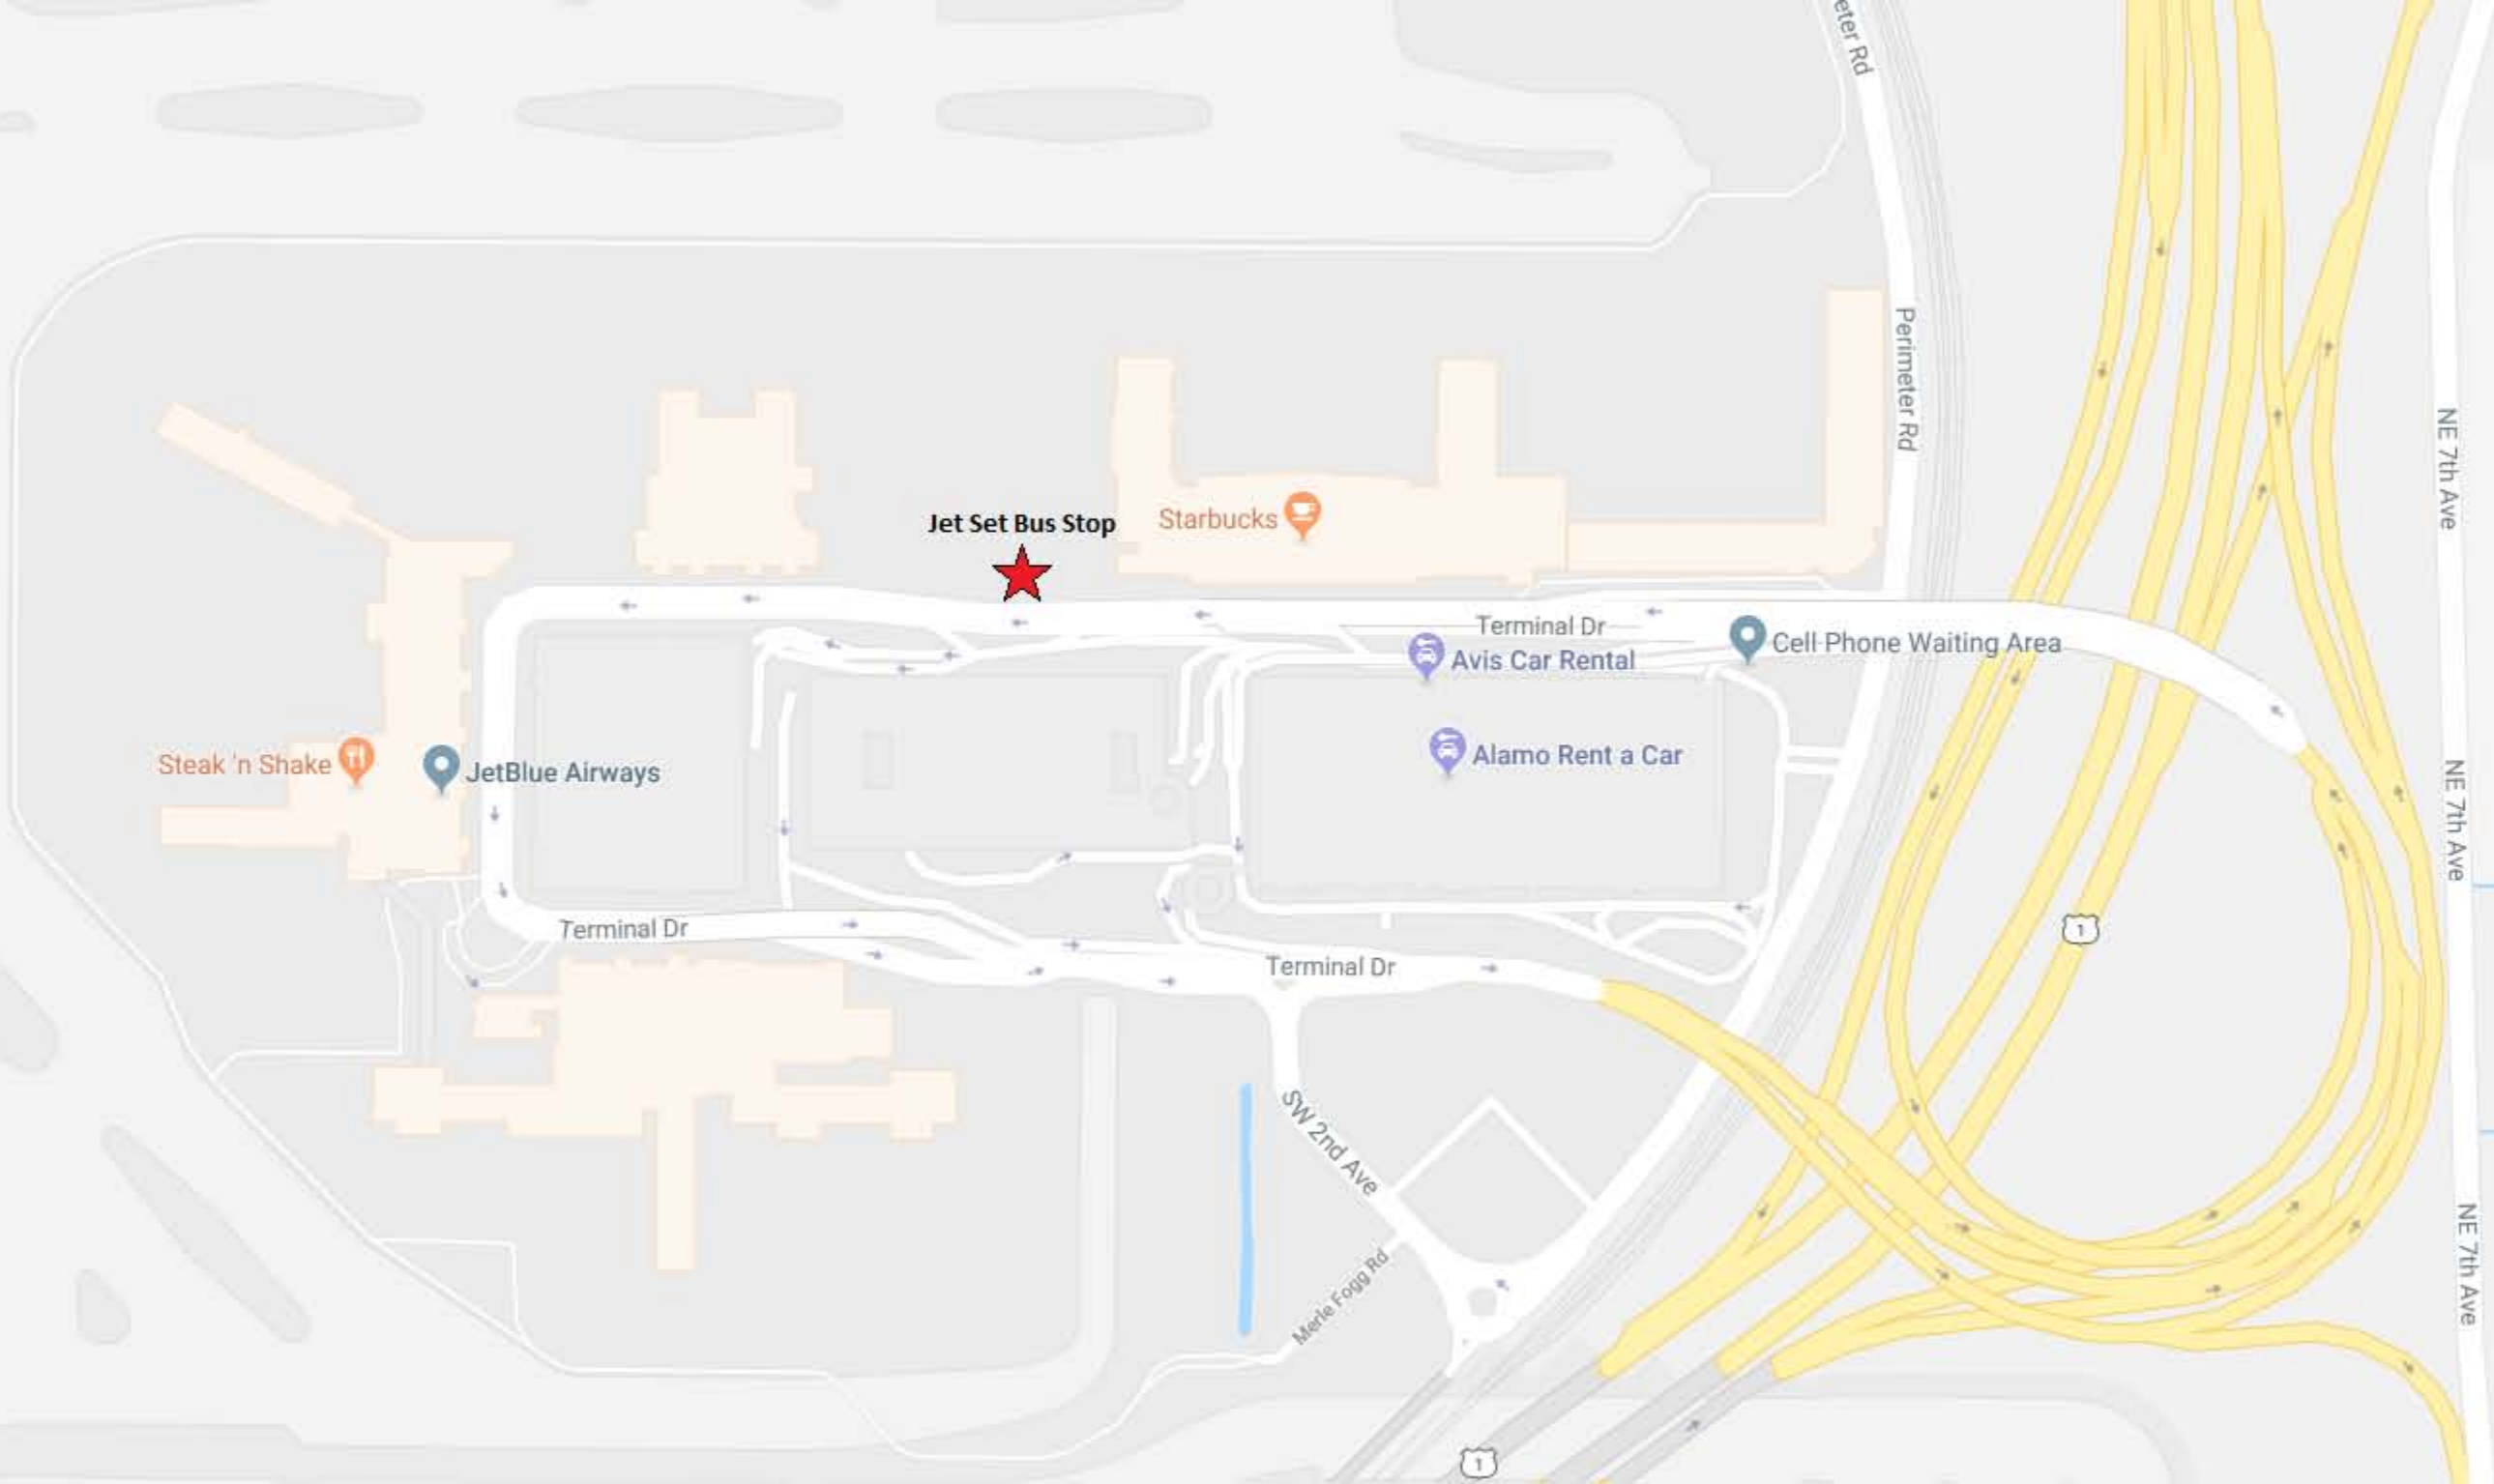 eter Rd
Perimeter Rd
NE 7th Ave
Jet Set Bus Stop
Starbucks
Terminal Dr
Cell Phone Waiting Area
Avis Car Rental
Alamo Rent a Car
Steak 'n Shake
JetBlue Airways
NE 7th Ave
Terminal Dr
1
Terminal Dr
SW 2nd Ave
Merle Fogg Rd
NE 7th Ave
1